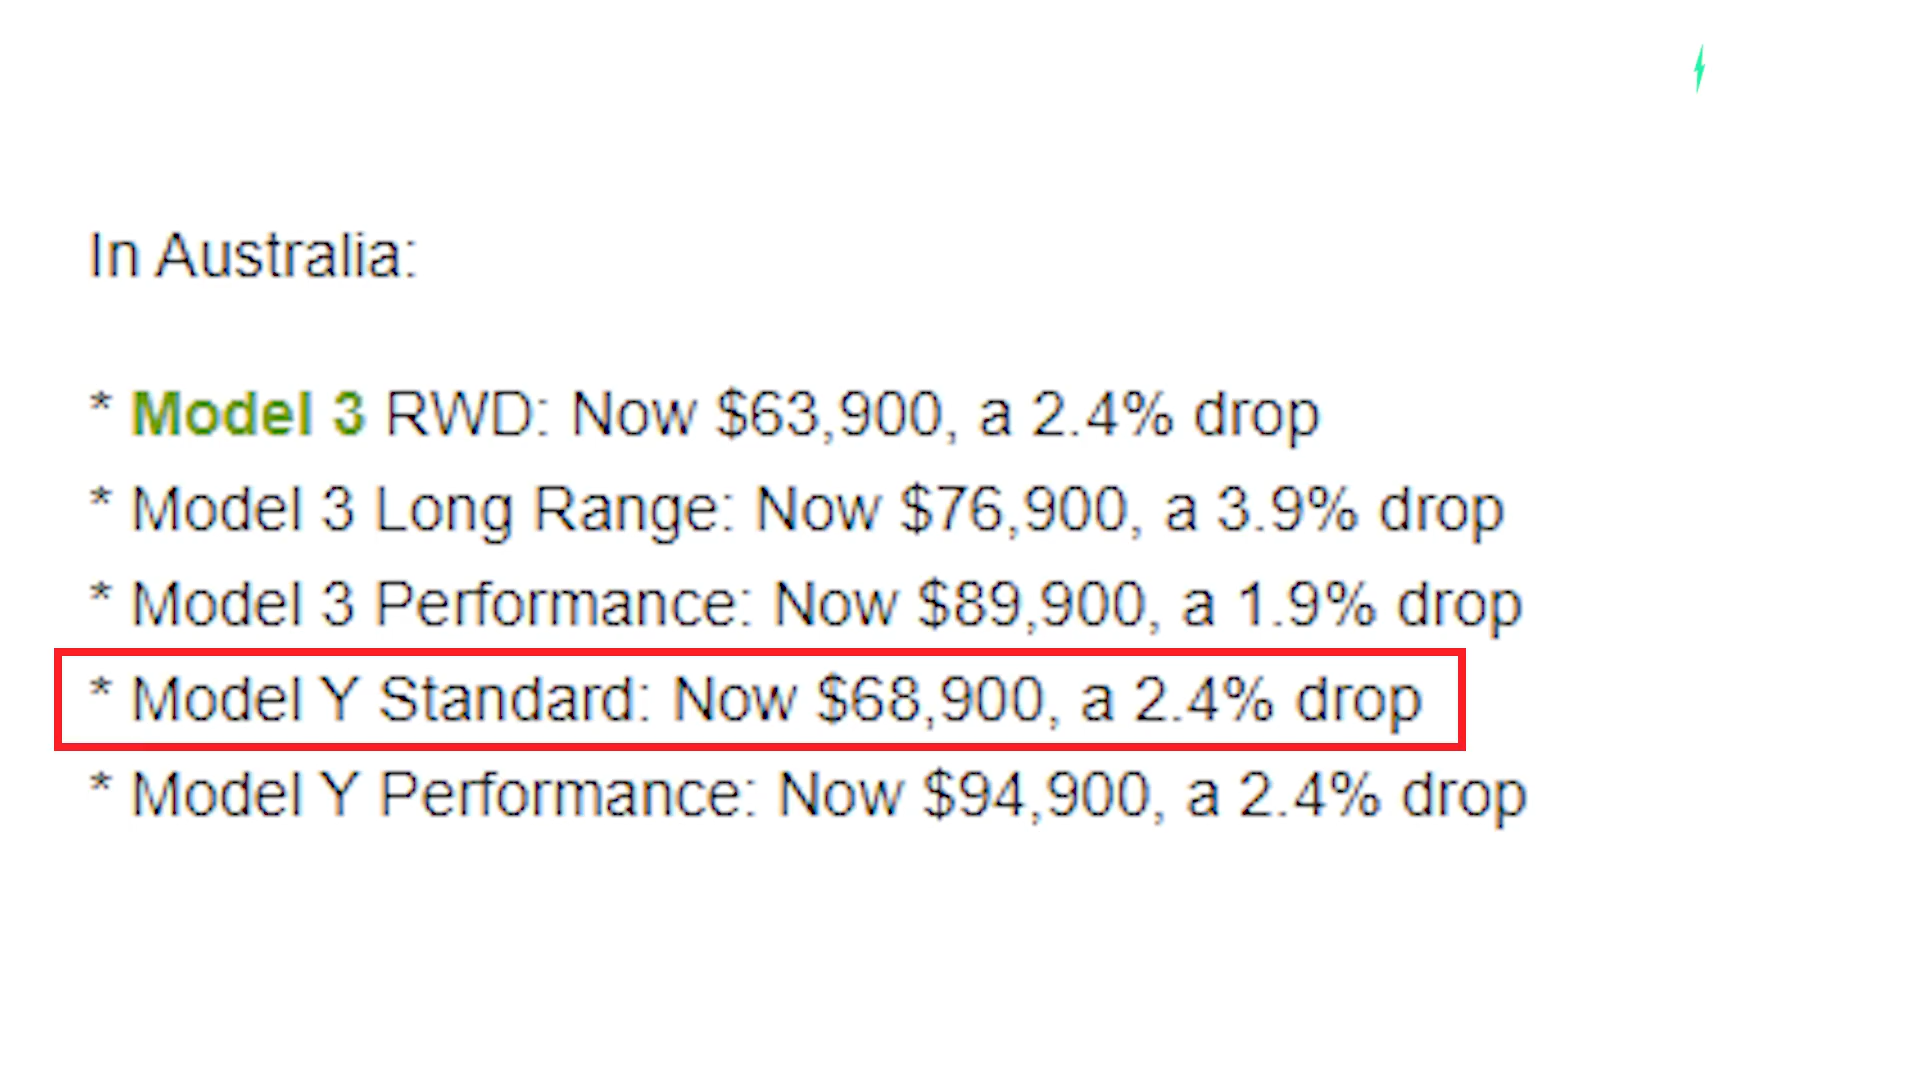 In Australia:
* Model 3 RWD: Now $63,900, a 2.4% drop
* Model 3 Long Range: Now $76,900, a 3.9% drop
* Model 3 Performance: Now $89,900, a 1.9% drop
* Model Y Standard: Now $68,900, a 2.4% drop
* Model Y Performance: Now $94,900, a 2.4% drop